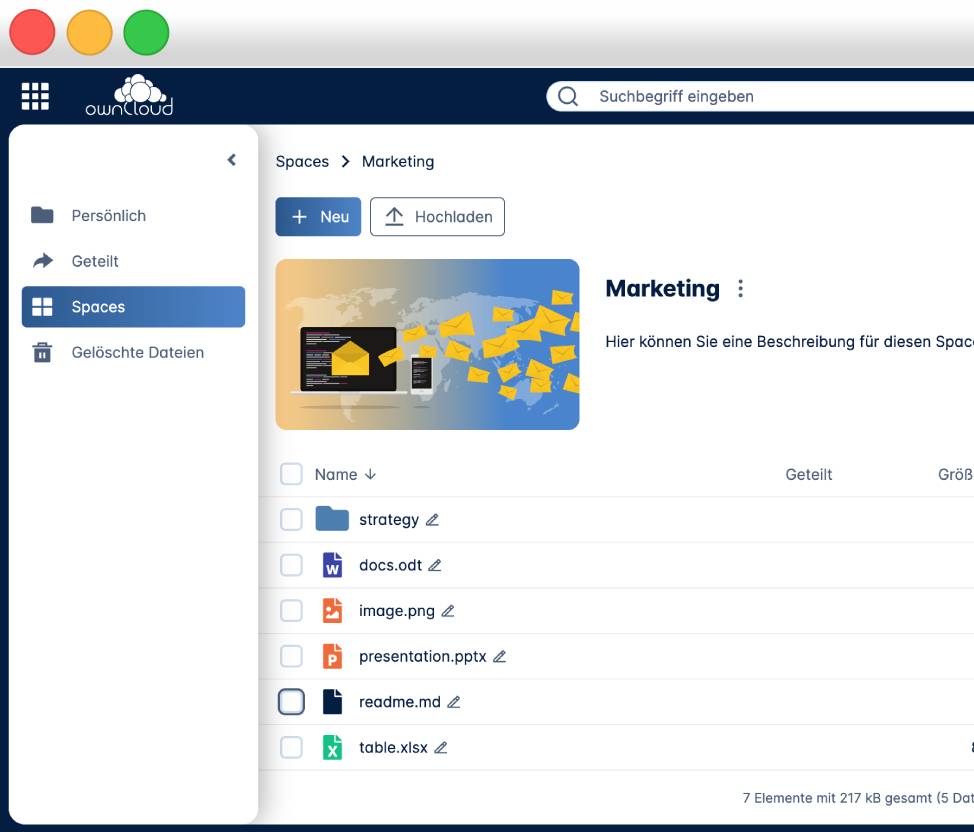 ownCloud
Suchbegriff eingeben
Spaces > Marketing
Persönlich
Geteilt
Spaces
Gelöschte Dateien
+ Neu
Hochladen
Marketing
Hier können Sie eine Beschreibung für diesen Space
Name ↓
Geteilt
Größ
strategy
W docs.odt
image.png
P presentation.pptx
readme.md
X table.xlsx
7 Elemente mit 217 kB gesamt (5 Dat